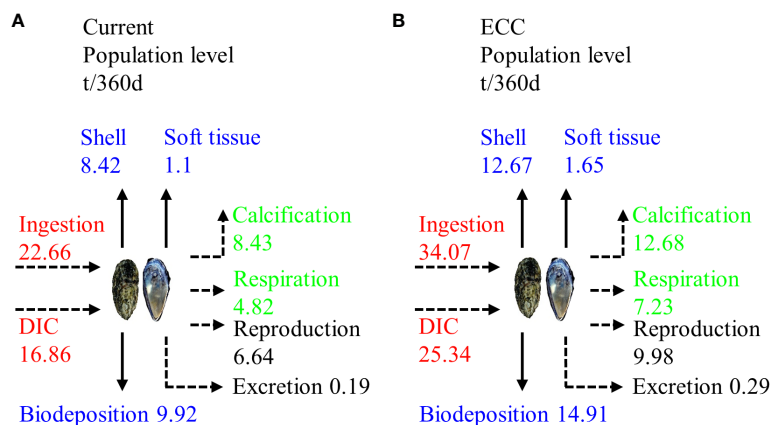 A
Current
Population level
t/360d
Shell
8.42
Soft tissue
1.1
Ingestion
22.66
DIC
16.86
Calcification
8.43
Respiration
4.82
Reproduction
6.64
Excretion 0.19
Biodeposition 9.92
B
ECC
Population level
t/360d
Shell
12.67
Soft tissue
1.65
Ingestion
34.07
DIC
25.34
Calcification
12.68
Respiration
7.23
Reproduction
9.98
Excretion 0.29
Biodeposition 14.91